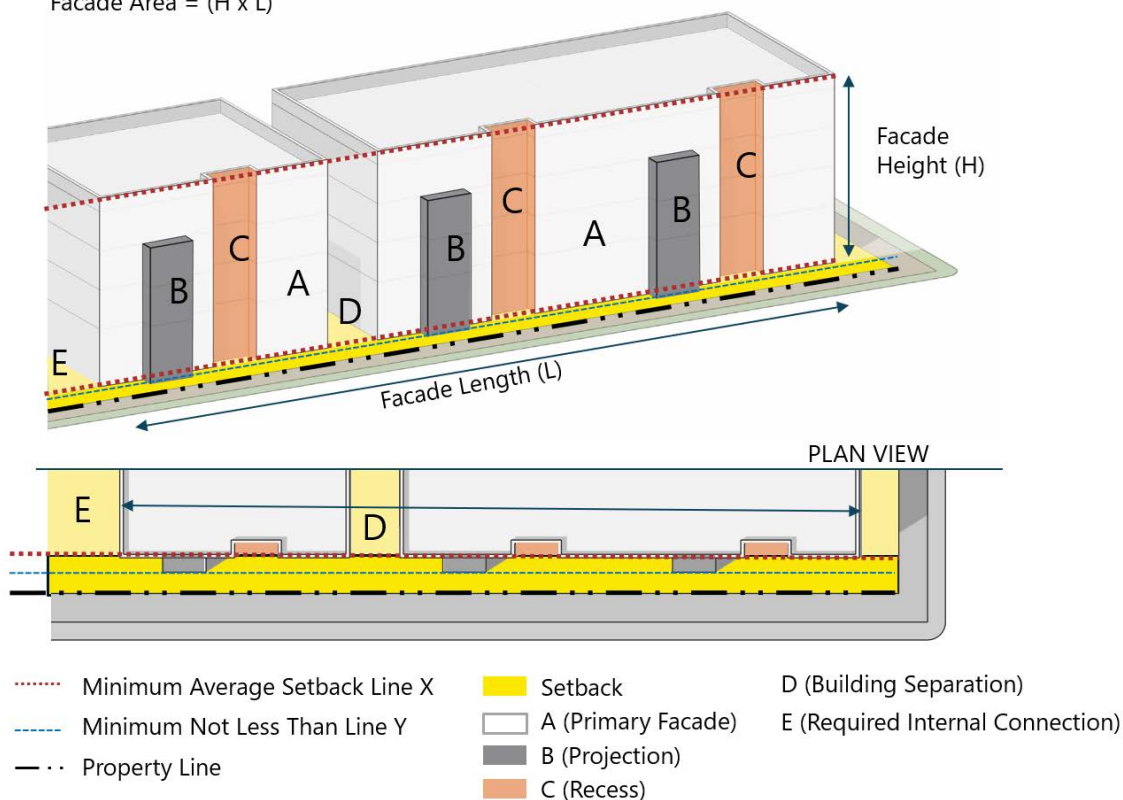 Facade Area = (H x L)
Facade
Height (H)
C
B
C
A
B
C
B
A
D
E
Facade Length (L)
PLAN VIEW
E
D
Minimum Average Setback Line X
Minimum Not Less Than Line Y
Property Line
Setback
A (Primary Facade)
B (Projection)
C (Recess)
D (Building Separation)
E (Required Internal Connection)